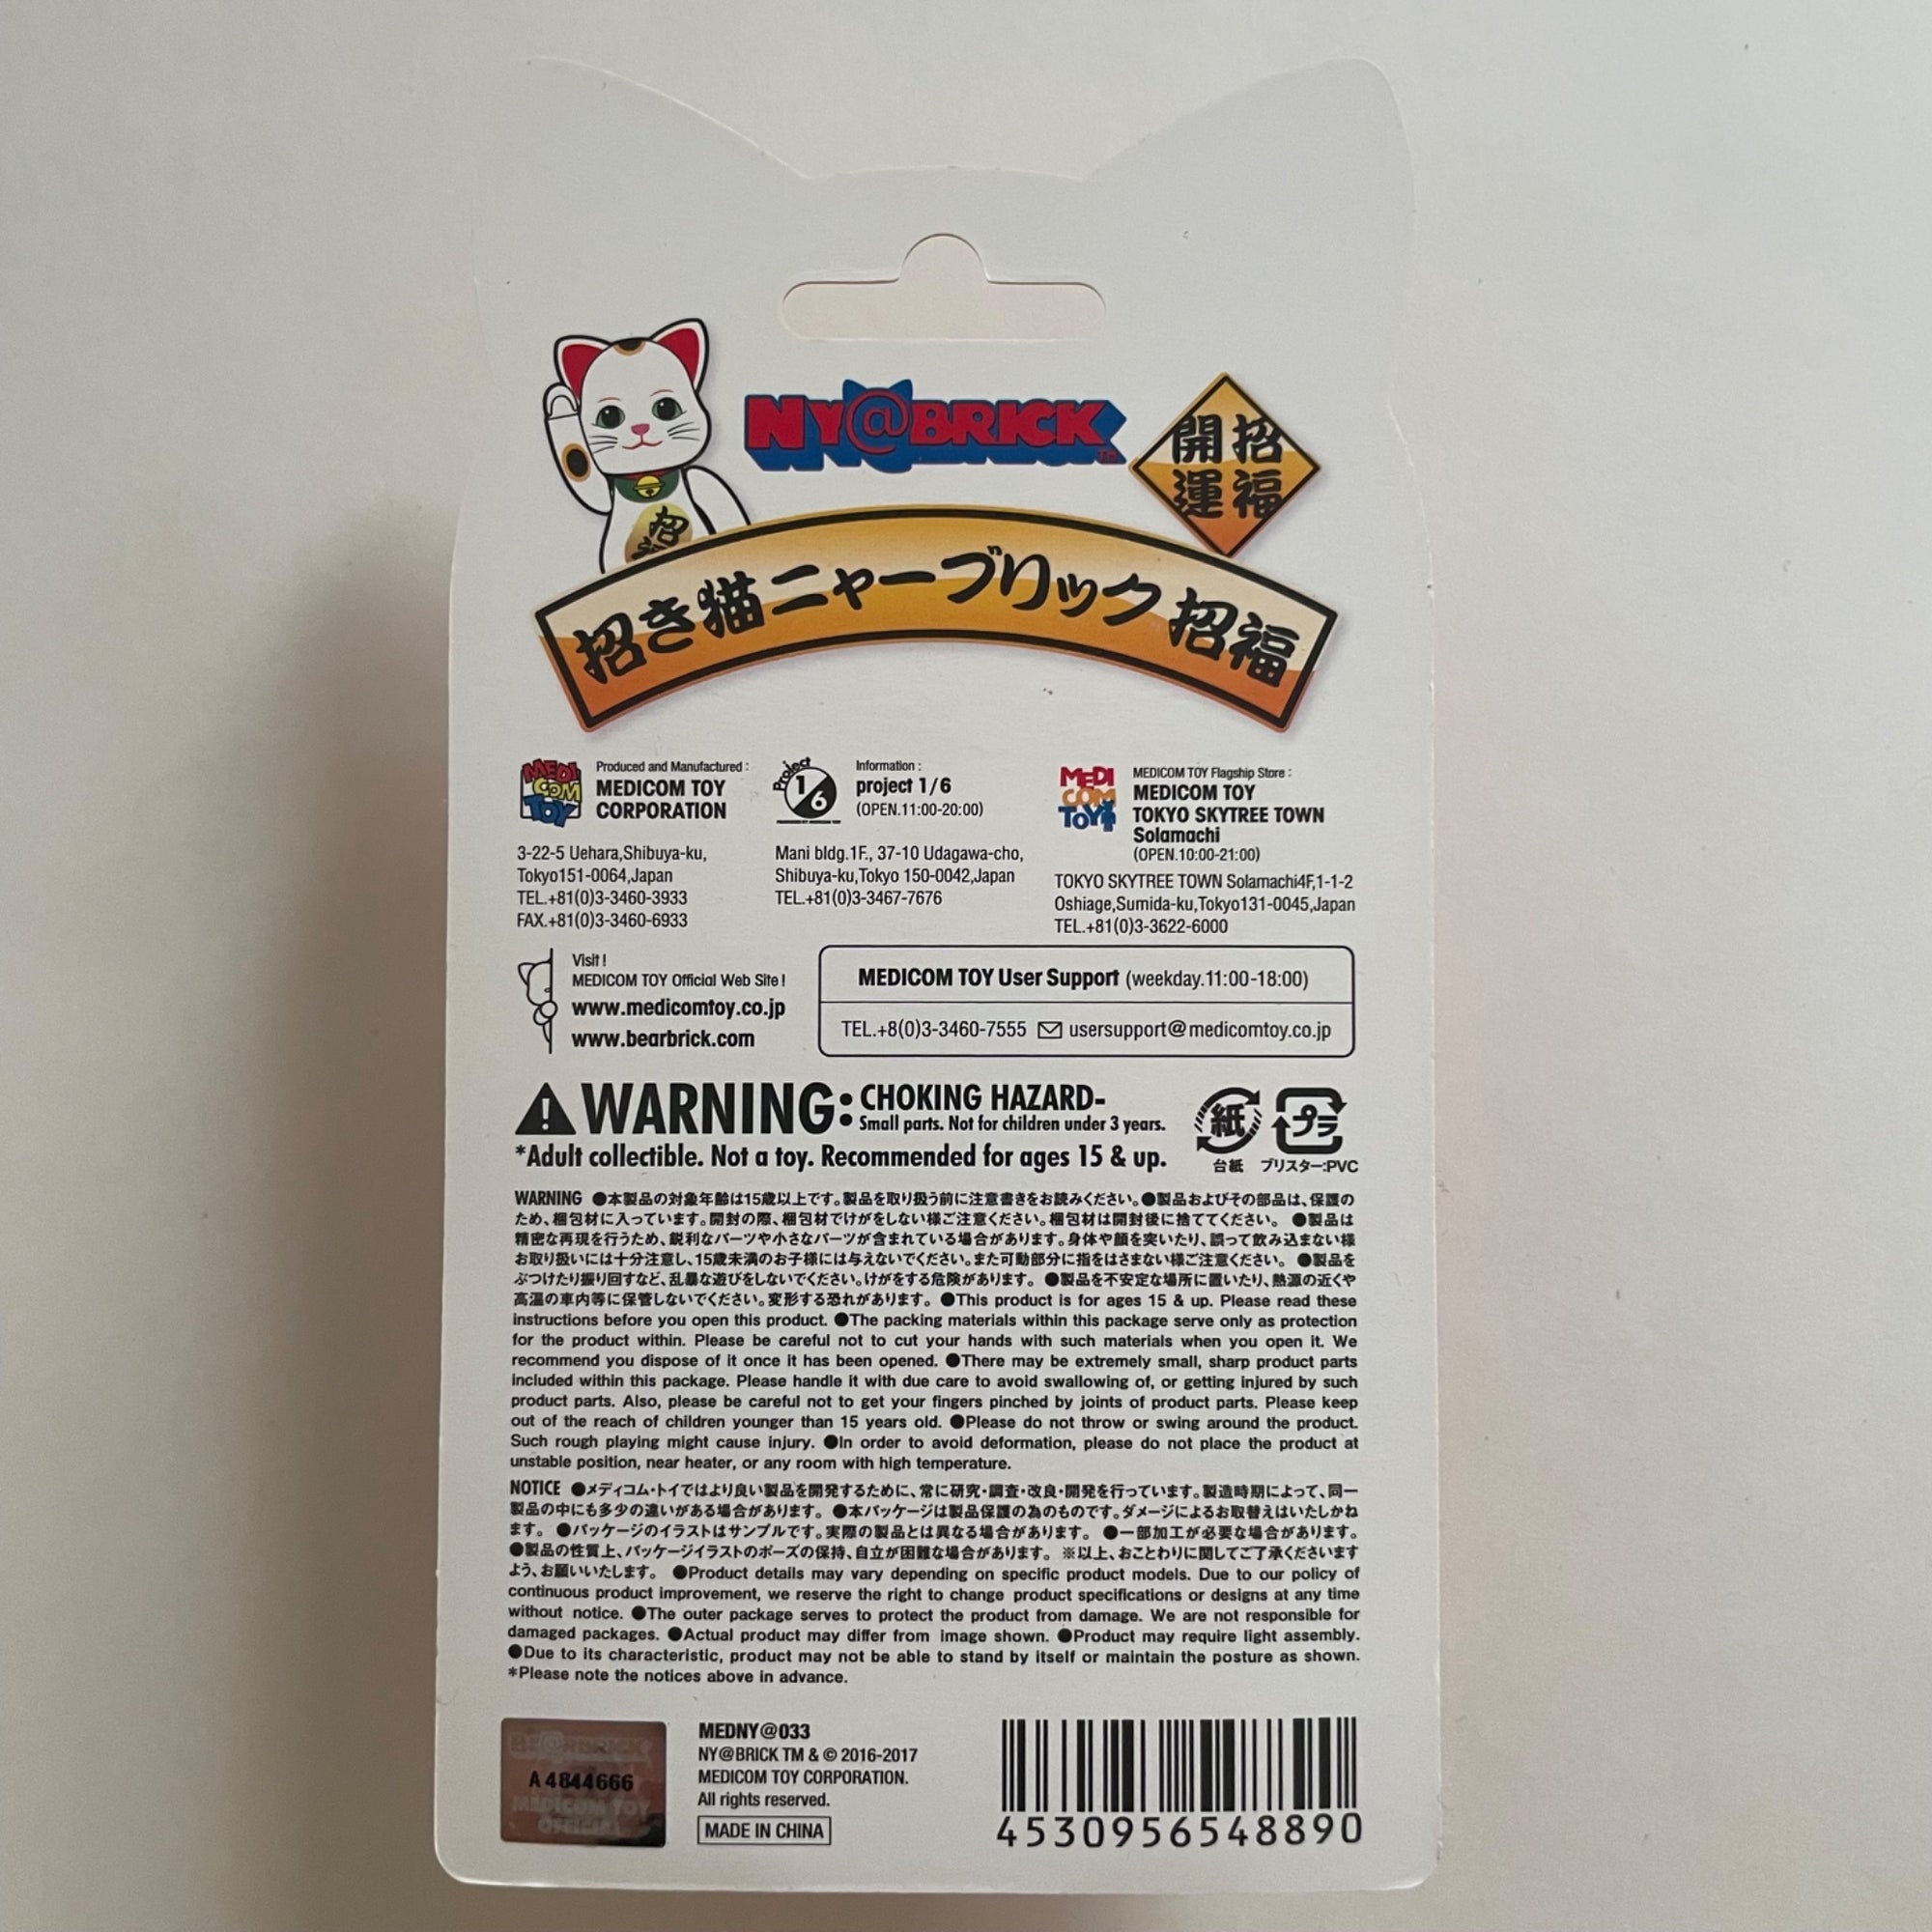 NY@BRICK TM
開運 招福
招
招き猫ニャーブリック 招福
MEDI COM TOY
Produced and Manufactured :
MEDICOM TOY
CORPORATION
3-22-5 Uehara,Shibuya-ku,
Tokyo151-0064,Japan
TEL.+81(0)3-3460-3933
FAX.+81(0)3-3460-6933
Project 1/6
Information :
project 1/6
(OPEN.11:00-20:00)
Mani bldg.1F., 37-10 Udagawa-cho,
Shibuya-ku,Tokyo 150-0042,Japan
TEL.+81(0)3-3467-7676
MEDI COM TOY
MEDICOM TOY Flagship Store :
MEDICOM TOY
TOKYO SKYTREE TOWN
Solamachi
(OPEN.10:00-21:00)
TOKYO SKYTREE TOWN Solamachi4F,1-1-2
Oshiage,Sumida-ku,Tokyo131-0045,Japan
TEL.+81(0)3-3622-6000
Visit !
MEDICOM TOY Official Web Site !
www.medicomtoy.co.jp
www.bearbrick.com
MEDICOM TOY User Support (weekday.11:00-18:00)
TEL.+8(0)3-3460-7555 usersupport@medicomtoy.co.jp
WARNING: CHOKING HAZARD-
Small parts. Not for children under 3 years.
*Adult collectible. Not a toy. Recommended for ages 15 & up.
紙 プラ
台紙 ブリスター:PVC
WARNING ●本製品の対象年齢は15歳以上です。製品を取り扱う前に注意書きをお読みください。●製品およびその部品は、保護の
ため、梱包材に入っています。開封の際、梱包材でけがをしない様ご注意ください。梱包材は開封後に捨ててください。 ●製品は
精密な再現を行うため、鋭利なパーツや小さなパーツが含まれている場合があります。身体や顔を突いたり、誤って飲み込まない様
お取り扱いには十分注意し、15歳未満のお子様には与えないでください。また可動部分に指をはさまない様ご注意ください。 ●製品を
ぶつけたり振り回すなど、乱暴な遊びをしないでください。けがをする危険があります。 ●製品を不安定な場所に置いたり、熱源の近くや
高温の車内等に保管しないでください。変形する恐れがあります。 ●This product is for ages 15 & up. Please read these
instructions before you open this product. ●The packing materials within this package serve only as protection
for the product within. Please be careful not to cut your hands with such materials when you open it. We
recommend you dispose of it once it has been opened. ●There may be extremely small, sharp product parts
included within this package. Please handle it with due care to avoid swallowing of, or getting injured by such
product parts. Also, please be careful not to get your fingers pinched by joints of product parts. Please keep
out of the reach of children younger than 15 years old. ●Please do not throw or swing around the product.
Such rough playing might cause injury. ●In order to avoid deformation, please do not place the product at
unstable position, near heater, or any room with high temperature.
NOTICE ●メディコム・トイではより良い製品を開発するために、常に研究・調査・改良・開発を行っています。製造時期によって、同一
製品の中にも多少の違いがある場合があります。 ●本パッケージは製品保護の為のものです。ダメージによるお取替えはいたしかね
ます。 ●パッケージのイラストはサンプルです。実際の製品とは異なる場合があります。 ●一部加工が必要な場合があります。
●製品の性質上、パッケージイラストのポーズの保持、自立が困難な場合があります。 ※以上、おことわりに関してご了承くださいます
よう、お願いいたします。 ●Product details may vary depending on specific product models. Due to our policy of
continuous product improvement, we reserve the right to change product specifications or designs at any time
without notice. ●The outer package serves to protect the product from damage. We are not responsible for
damaged packages. ●Actual product may differ from image shown. ●Product may require light assembly.
●Due to its characteristic, product may not be able to stand by itself or maintain the posture as shown.
*Please note the notices above in advance.
BE@RBRICK
A 4844666
MEDICOM TOY
OFFICIAL
MEDNY@033
NY@BRICK TM & © 2016-2017
MEDICOM TOY CORPORATION.
All rights reserved.
MADE IN CHINA
4530956548890